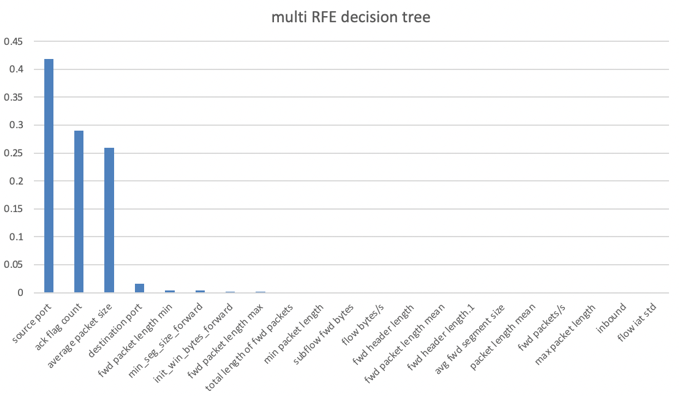 multi RFE decision tree
0.45
0.4
0.35
0.3
0.25
0.2
0.15
0.1
0.05
0
source port
ack flag count
average packet size
destination port
fwd packet length min
min_seg_size_forward
init_win_bytes_forward
fwd packet length max
total length of fwd packets
min packet length
subflow fwd bytes
flow bytes/s
fwd header length
fwd packet length mean
fwd header length.1
avg fwd segment size
packet length mean
fwd packets/s
max packet length
inbound
flow iat std